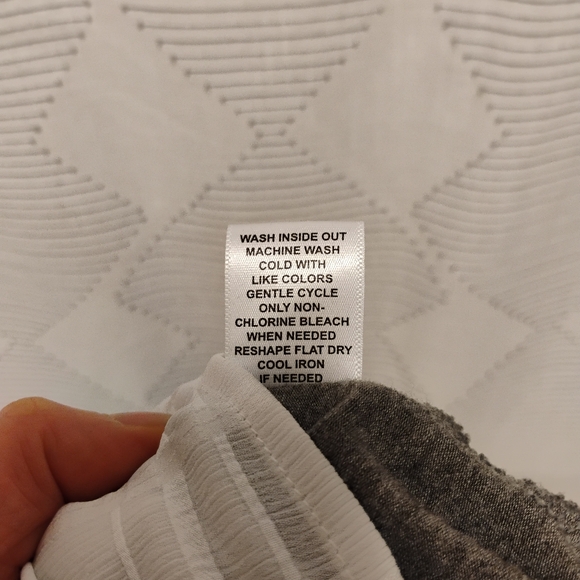 WASH INSIDE OUT
MACHINE WASH
COLD WITH
LIKE COLORS
GENTLE CYCLE
ONLY NON-
CHLORINE BLEACH
WHEN NEEDED
RESHAPE FLAT DRY
COOL IRON
IF NEEDED